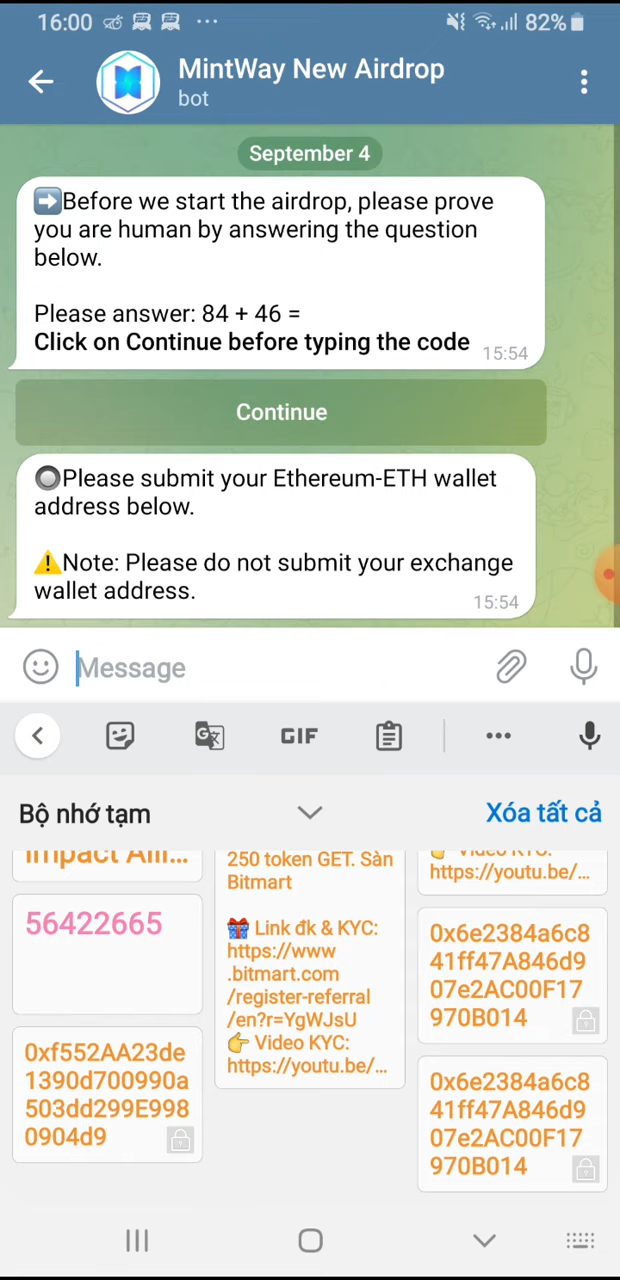 16:00
82%
MintWay New Airdrop
bot
September 4
Before we start the airdrop, please prove
you are human by answering the question
below.
Please answer: 84 + 46 =
Click on Continue before typing the code
15:54
Continue
Please submit your Ethereum-ETH wallet
address below.
Note: Please do not submit your exchange
wallet address.
15:54
Message
GIF
Bộ nhớ tạm
Xóa tất cả
56422665
0xf552AA23de
1390d700990a
503dd299E998
0904d9
250 token GET. Sàn
Bitmart
Link đk & KYC:
https://www
.bitmart.com
/register-referral
/en?r=YgWJsU
Video KYC:
https://youtu.be/...
Video KYC:
https://youtu.be/...
0x6e2384a6c8
41ff47A846d9
07e2AC00F17
970B014
0x6e2384a6c8
41ff47A846d9
07e2AC00F17
970B014